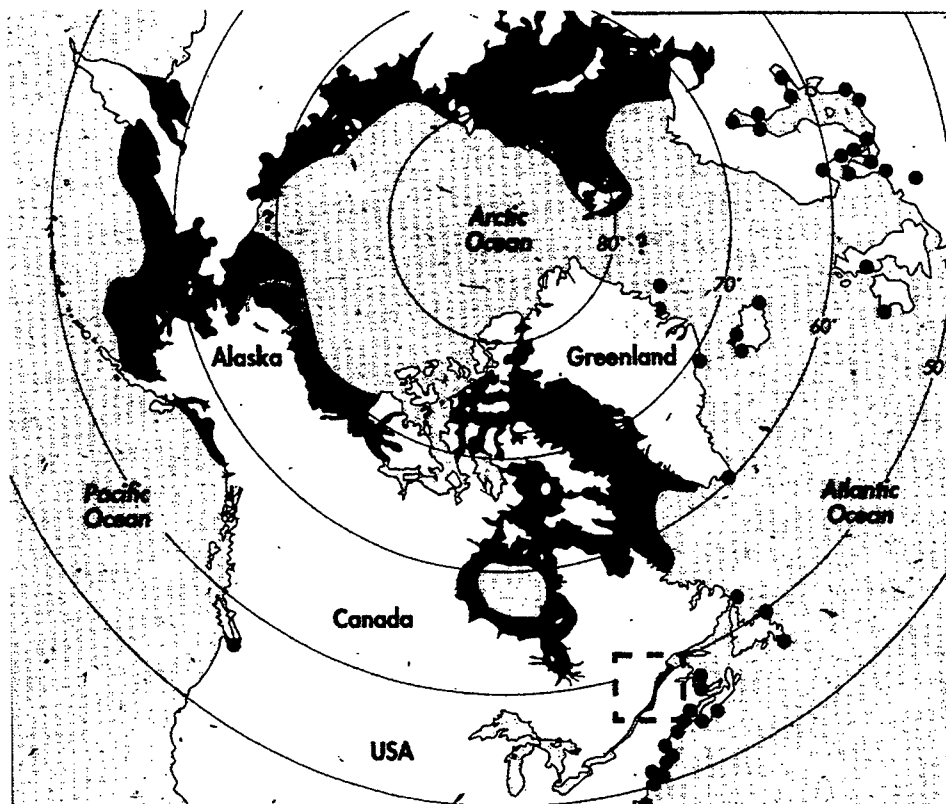 ?
Arctic
Ocean
80°
?
70°
Alaska
Greenland
60°
50°
Pacific
Ocean
Atlantic
Ocean
Canada
USA